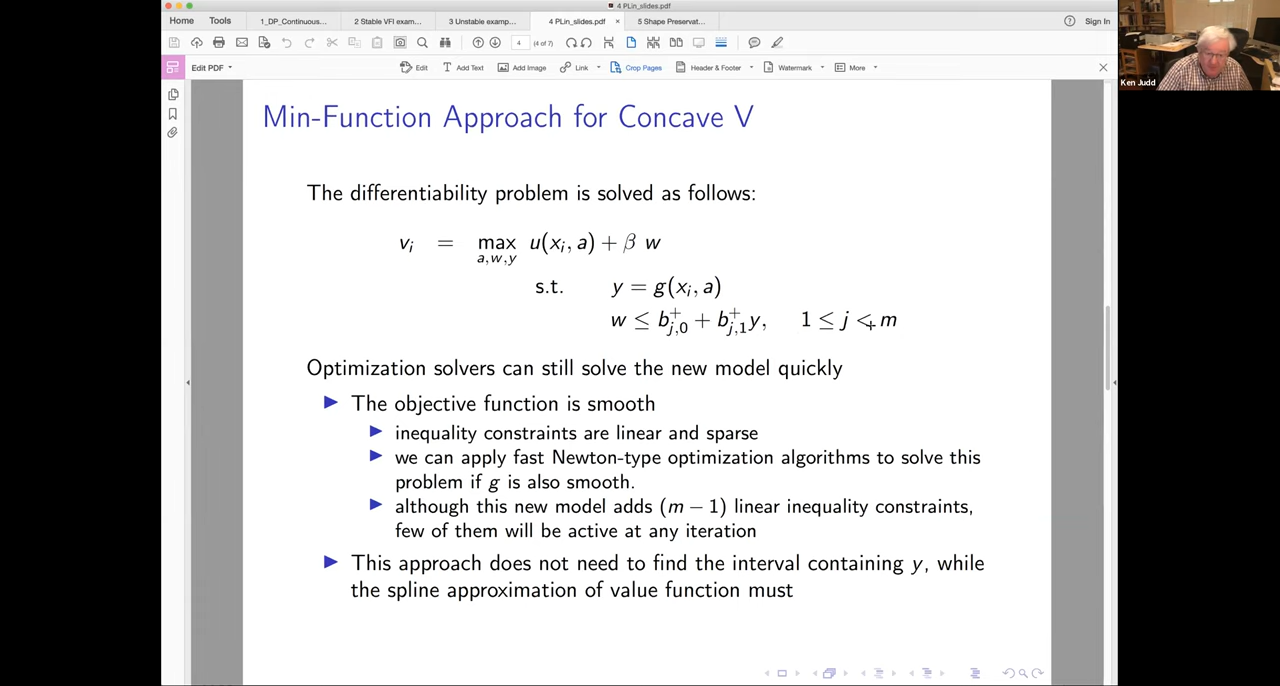 4 PLin_slides.pdf
Home Tools 1_DP_Continuous... 2 Stable VFI exam... 3 Unstable examp... 4 PLin_slides.pdf × 5 Shape Preservat... Sign In
4 (4 of 7)
Edit PDF Edit Add Text Add Image Link Crop Pages Header & Footer Watermark More
Ken Judd
Min-Function Approach for Concave V
The differentiability problem is solved as follows:
v_i = max_{a,w,y} u(x_i, a) + β w
s.t. y = g(x_i, a)
w ≤ b^+_{j,0} + b^+_{j,1} y, 1 ≤ j < m
Optimization solvers can still solve the new model quickly
▶ The objective function is smooth
▶ inequality constraints are linear and sparse
▶ we can apply fast Newton-type optimization algorithms to solve this
problem if g is also smooth.
▶ although this new model adds (m − 1) linear inequality constraints,
few of them will be active at any iteration
▶ This approach does not need to find the interval containing y, while
the spline approximation of value function must